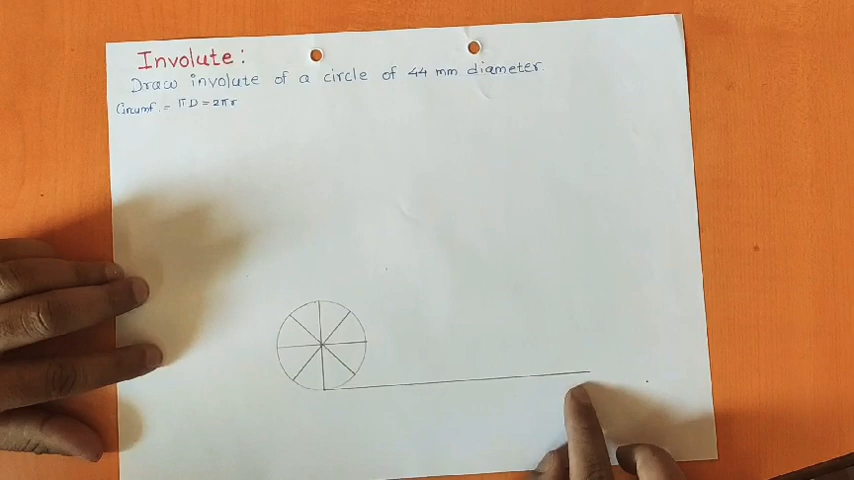 Involute:
Draw involute of a circle of 44 mm diameter.
Circumf. = πD = 2πr